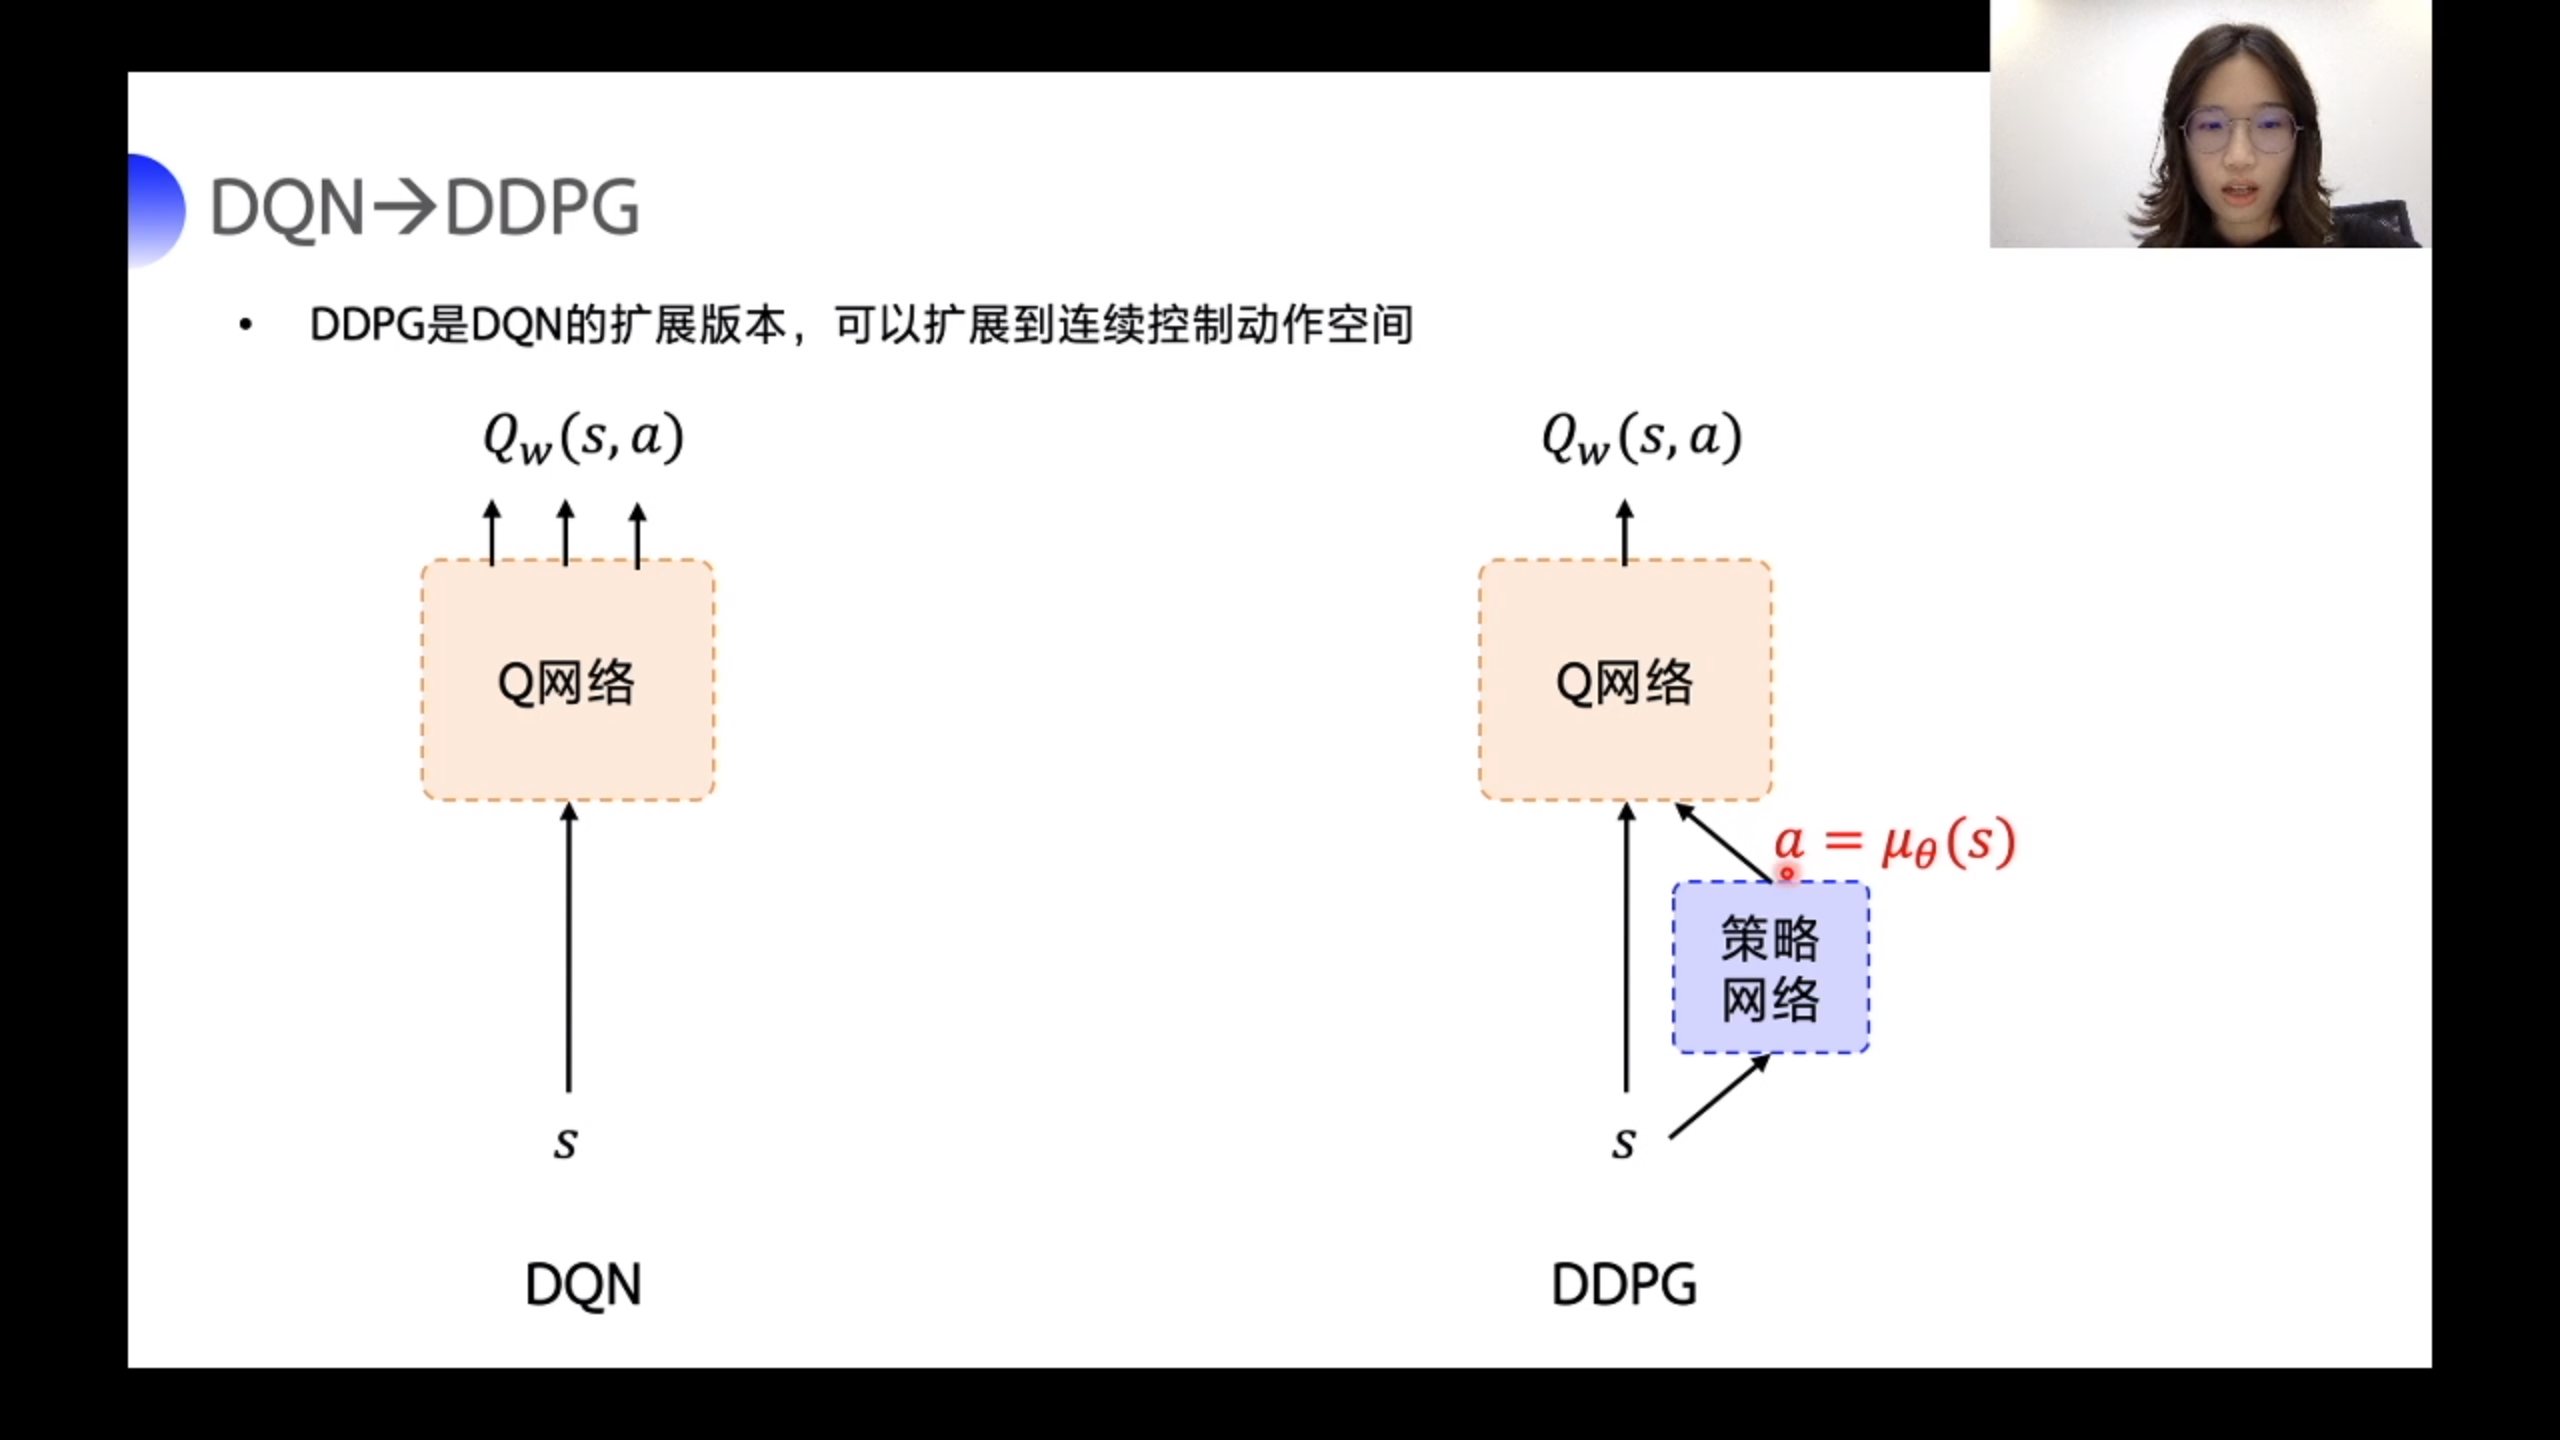 DQN→DDPG
• DDPG是DQN的扩展版本，可以扩展到连续控制动作空间
Q_w(s, a)
Q网络
s
DQN
Q_w(s, a)
Q网络
a = μ_θ(s)
策略
网络
s
DDPG